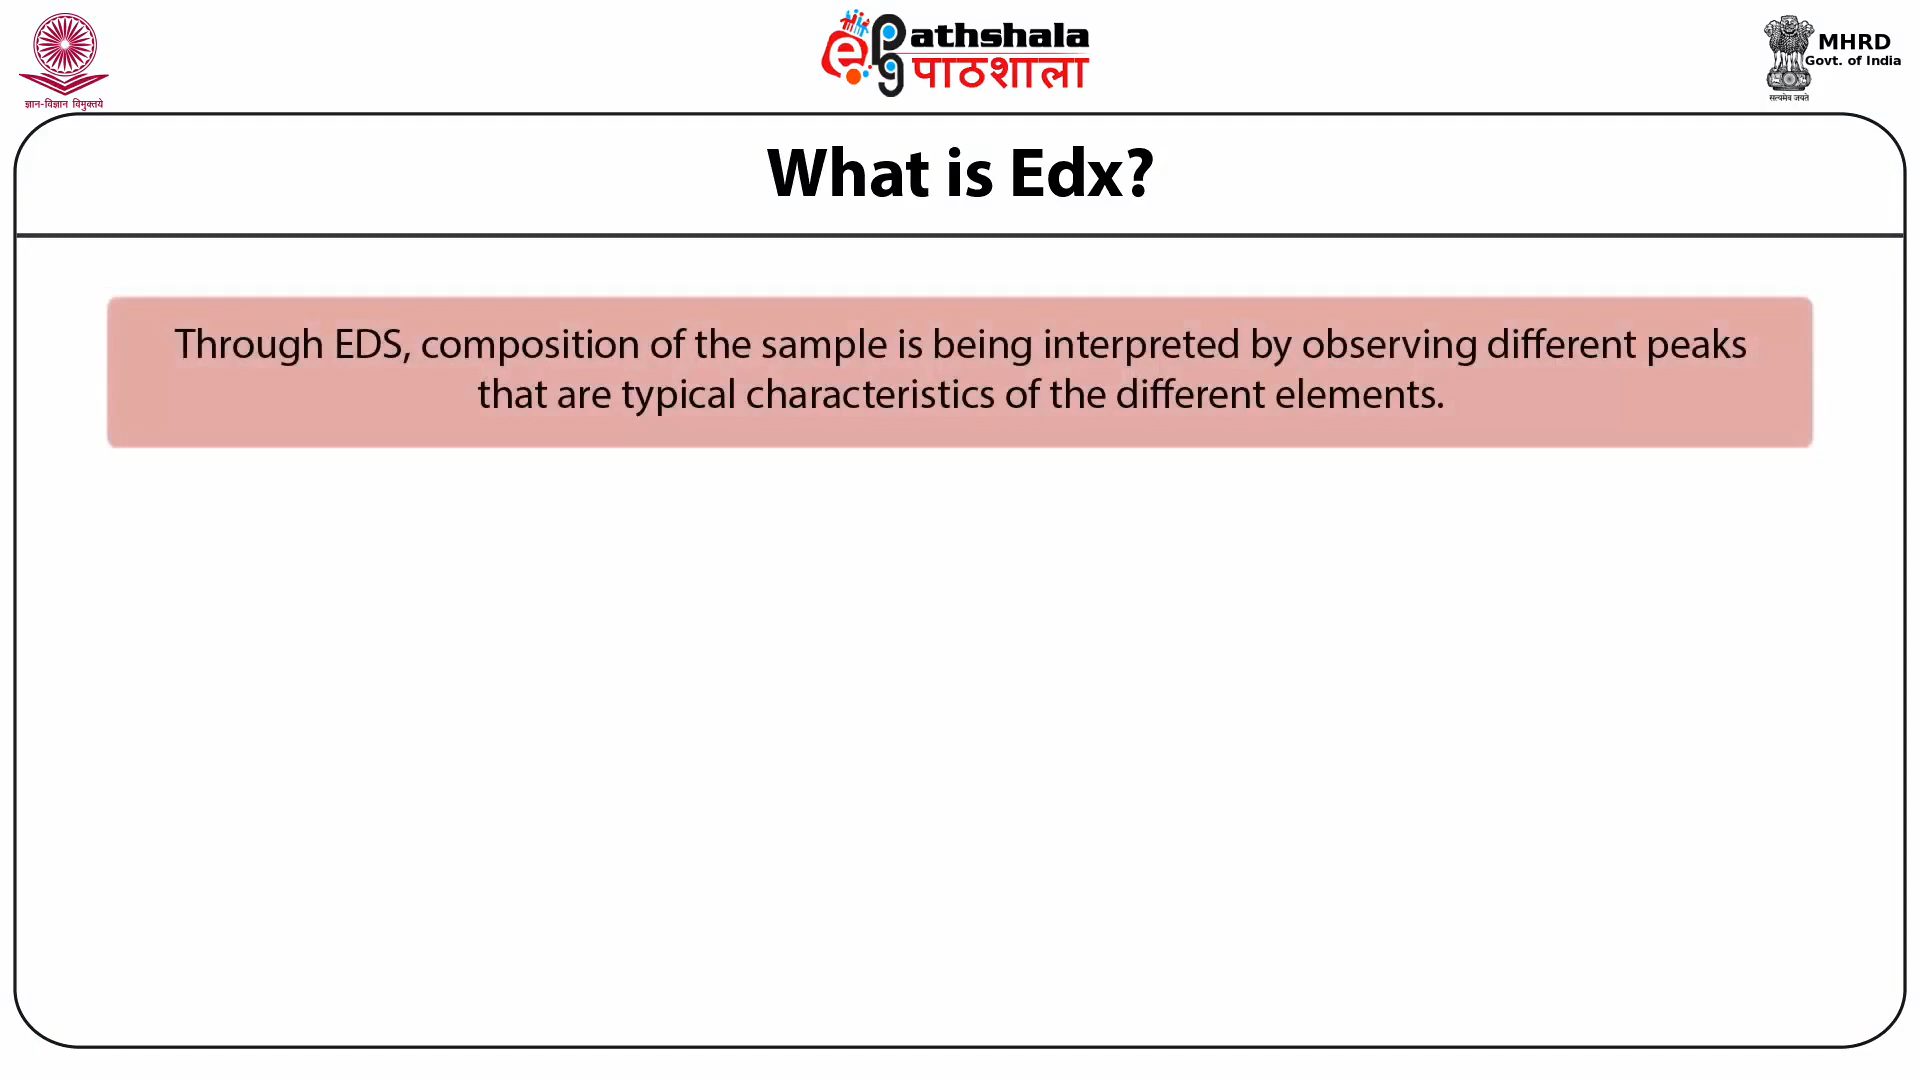 ज्ञान-विज्ञान विमुक्तये
e pg athshala
पाठशाला
MHRD
Govt. of India
सत्यमेव जयते
What is Edx?
Through EDS, composition of the sample is being interpreted by observing different peaks
that are typical characteristics of the different elements.